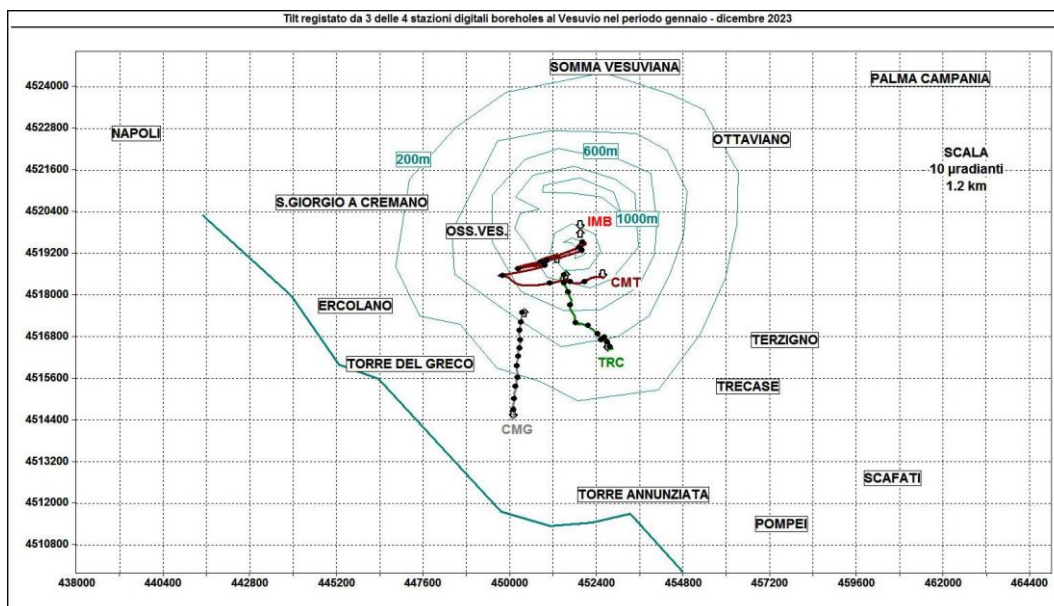 Tilt registato da 3 delle 4 stazioni digitali boreholes al Vesuvio nel periodo gennaio - dicembre 2023
SOMMA VESUVIANA
PALMA CAMPANIA
4524000
NAPOLI
4522800
OTTAVIANO
600m
200m
SCALA
10 µradianti
1.2 km
4521600
S.GIORGIO A CREMANO
4520400
IMB
1000m
OSS.VES.
4519200
CMT
4518000
ERCOLANO
4516800
TERZIGNO
TORRE DEL GRECO
TRC
4515600
TRECASE
4514400
CMG
4513200
SCAFATI
TORRE ANNUNZIATA
4512000
POMPEI
4510800
438000 440400 442800 445200 447600 450000 452400 454800 457200 459600 462000 464400